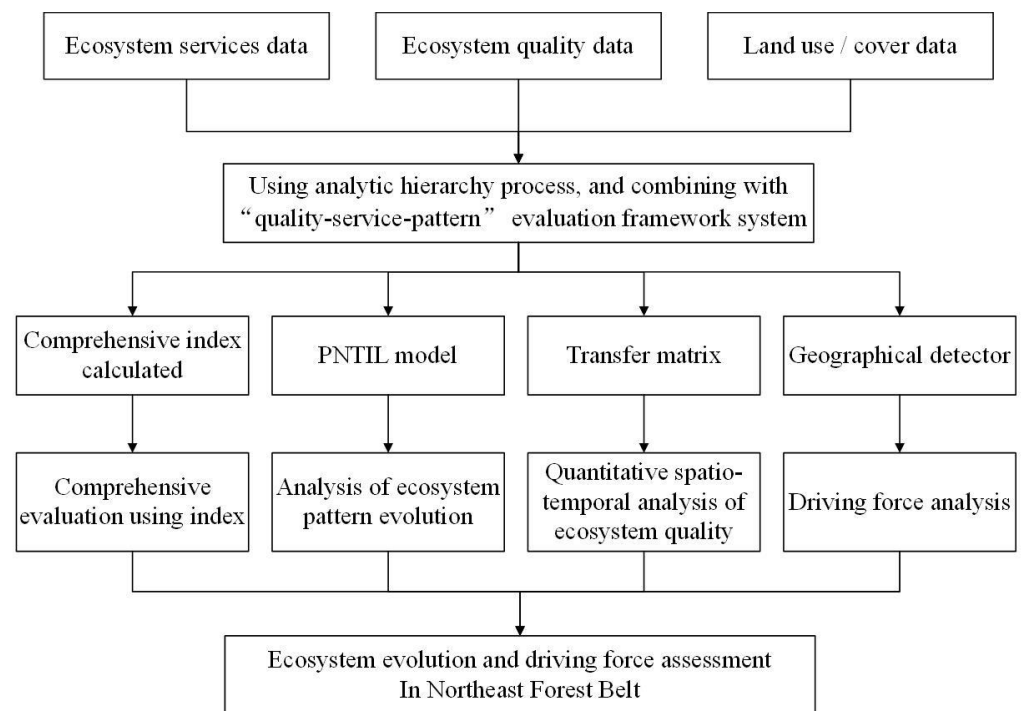 Ecosystem services data
Ecosystem quality data
Land use / cover data
Using analytic hierarchy process, and combining with
“quality-service-pattern” evaluation framework system
Comprehensive index
calculated
PNTIL model
Transfer matrix
Geographical detector
Comprehensive
evaluation using index
Analysis of ecosystem
pattern evolution
Quantitative spatio-
temporal analysis of
ecosystem quality
Driving force analysis
Ecosystem evolution and driving force assessment
In Northeast Forest Belt